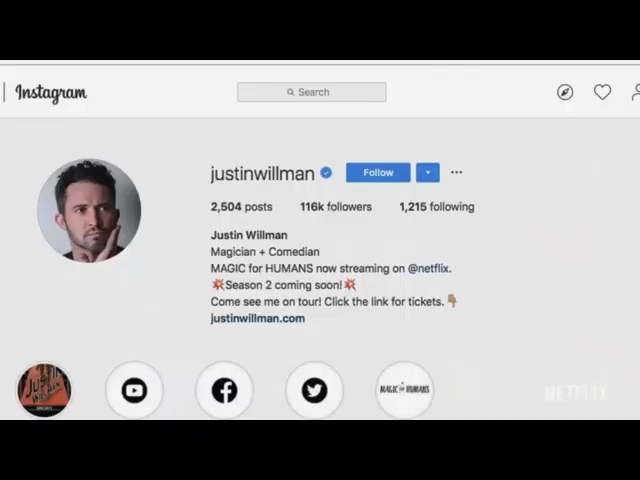 Instagram
Search
justinwillman
Follow
2,504 posts 116k followers 1,215 following
Justin Willman
Magician + Comedian
MAGIC for HUMANS now streaming on @netflix.
💥Season 2 coming soon!💥
Come see me on tour! Click the link for tickets. 👇🏽
justinwillman.com
JUSTIN
WILLMAN
MAGIC for HUMANS
NETFLIX